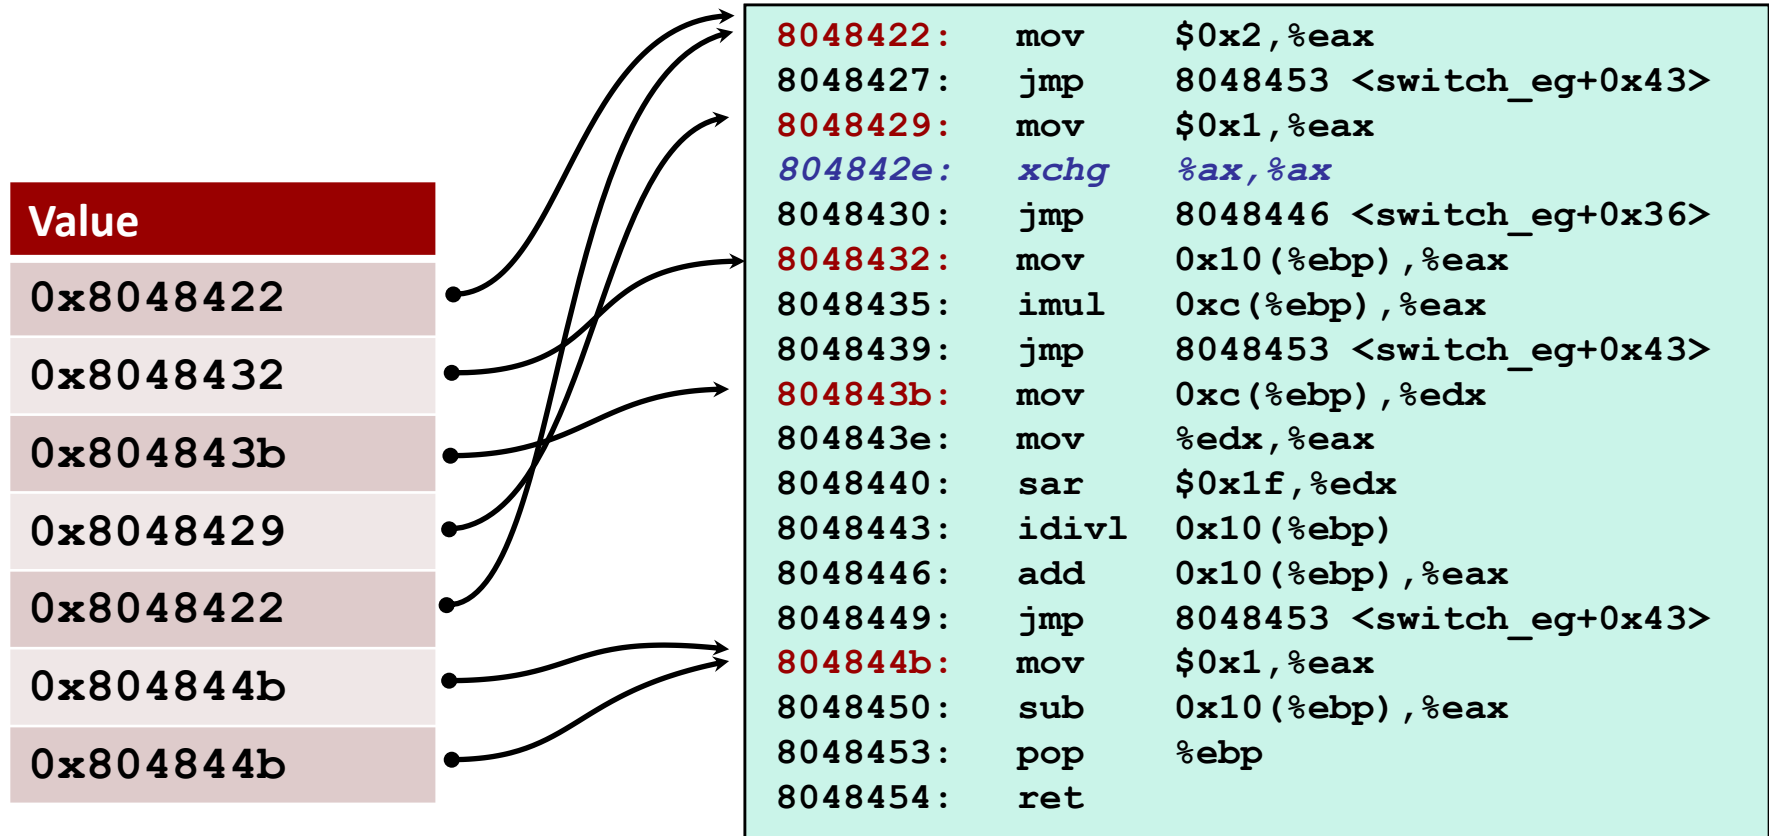 Value
0x8048422
0x8048432
0x804843b
0x8048429
0x8048422
0x804844b
0x804844b
8048422: mov $0x2,%eax
8048427: jmp 8048453 <switch_eg+0x43>
8048429: mov $0x1,%eax
804842e: xchg %ax,%ax
8048430: jmp 8048446 <switch_eg+0x36>
8048432: mov 0x10(%ebp),%eax
8048435: imul 0xc(%ebp),%eax
8048439: jmp 8048453 <switch_eg+0x43>
804843b: mov 0xc(%ebp),%edx
804843e: mov %edx,%eax
8048440: sar $0x1f,%edx
8048443: idivl 0x10(%ebp)
8048446: add 0x10(%ebp),%eax
8048449: jmp 8048453 <switch_eg+0x43>
804844b: mov $0x1,%eax
8048450: sub 0x10(%ebp),%eax
8048453: pop %ebp
8048454: ret